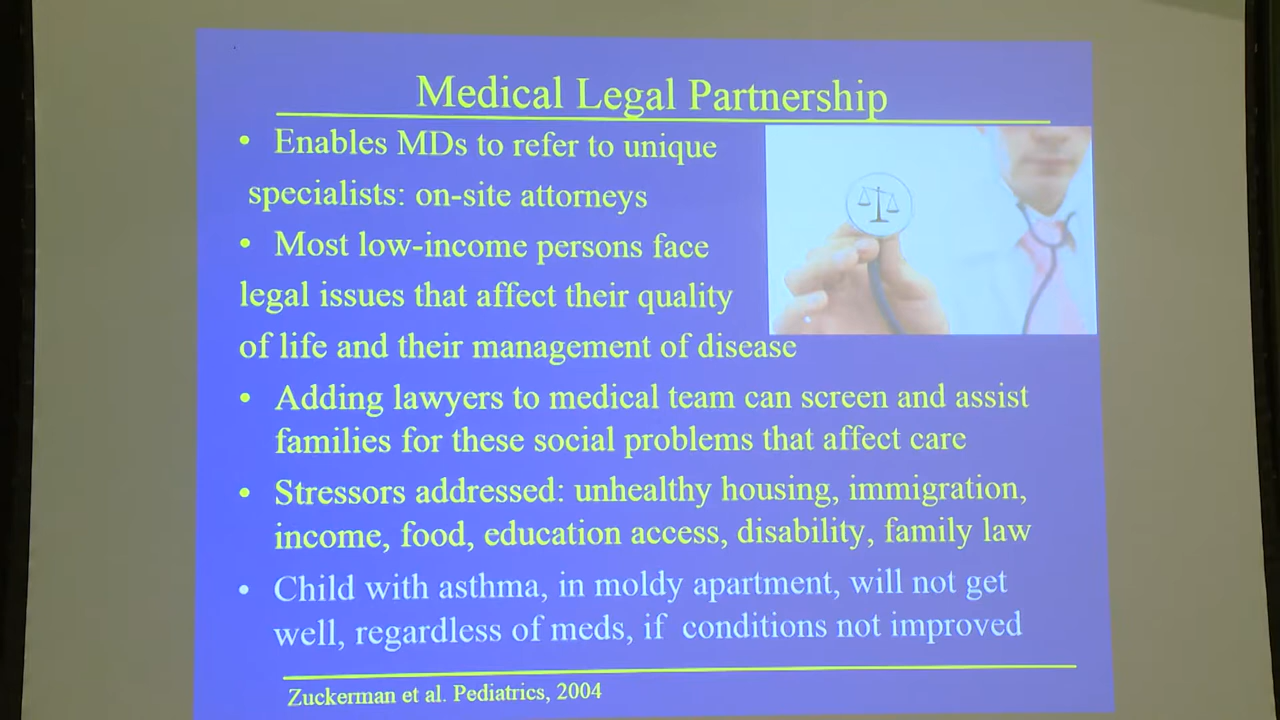 Medical Legal Partnership
• Enables MDs to refer to unique
specialists: on-site attorneys
• Most low-income persons face
legal issues that affect their quality
of life and their management of disease
• Adding lawyers to medical team can screen and assist
families for these social problems that affect care
• Stressors addressed: unhealthy housing, immigration,
income, food, education access, disability, family law
• Child with asthma, in moldy apartment, will not get
well, regardless of meds, if conditions not improved
Zuckerman et al. Pediatrics, 2004